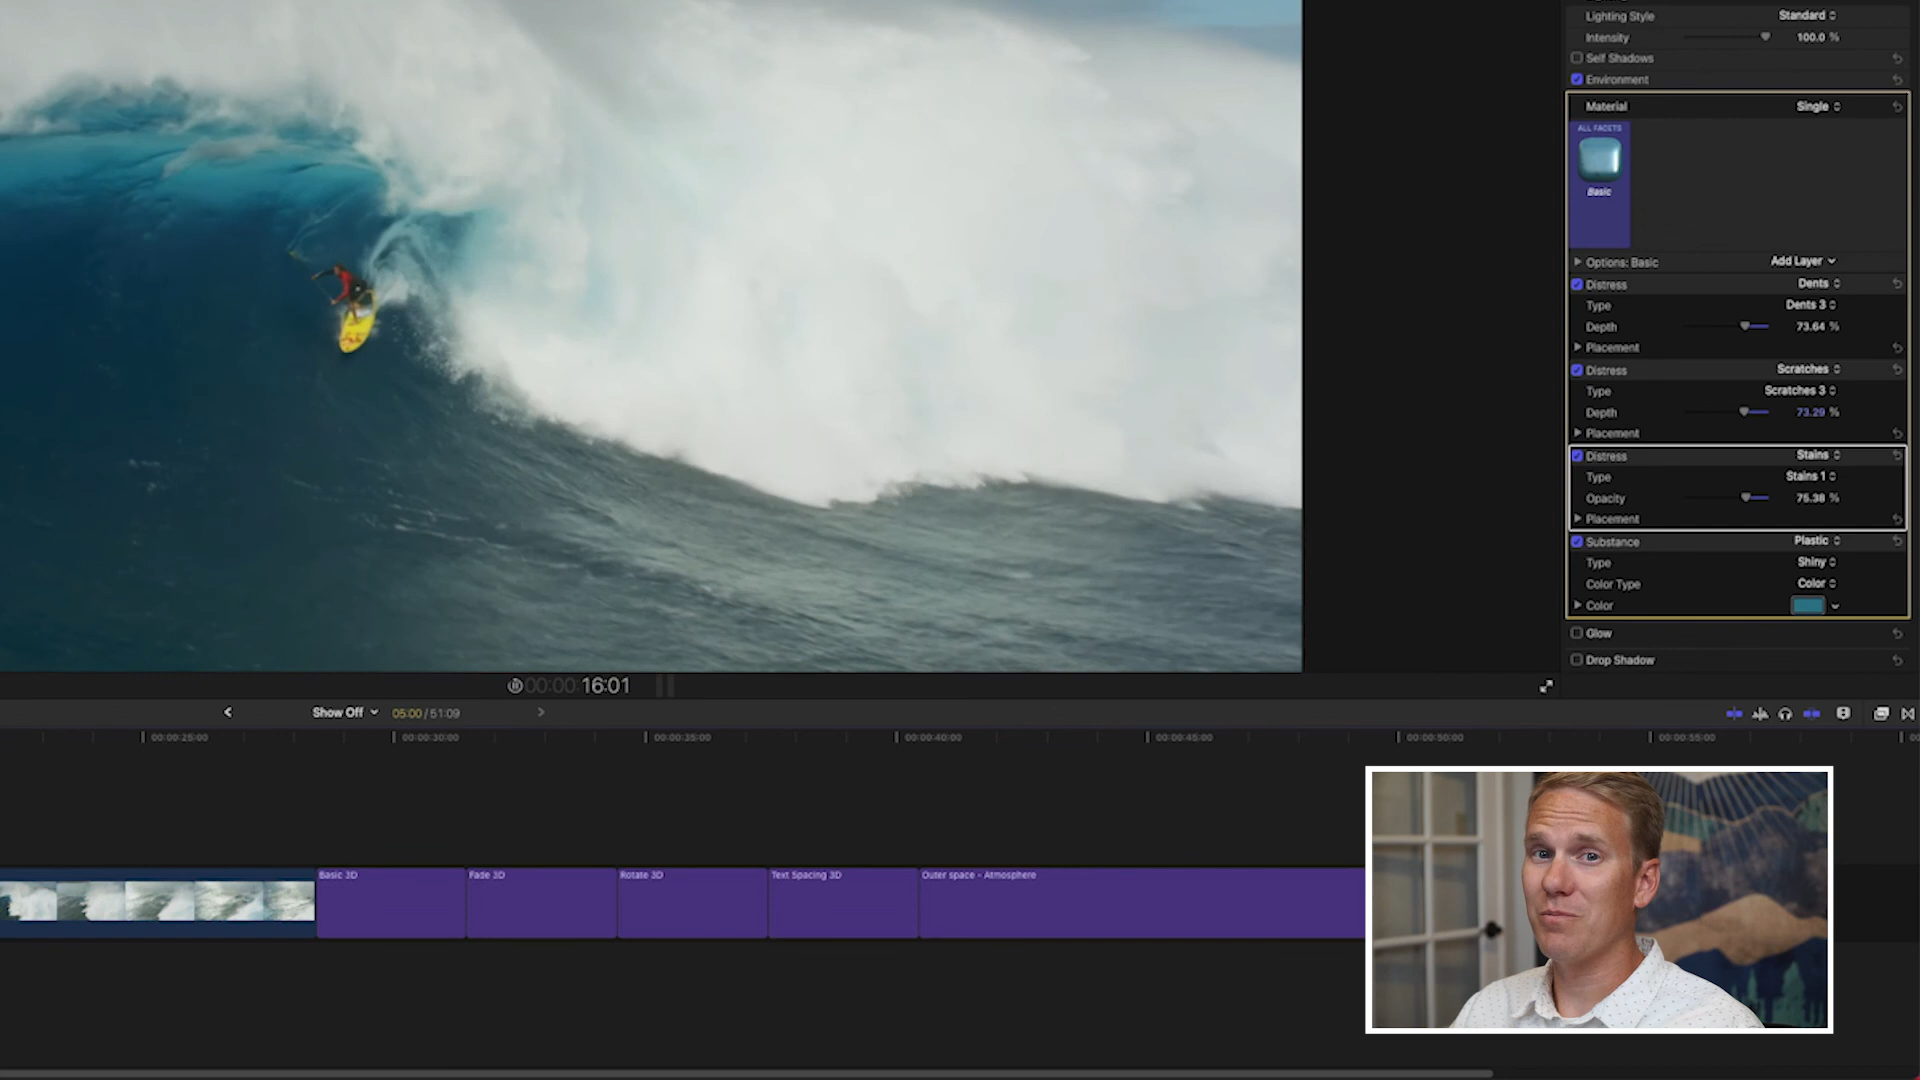 Lighting Style Standard
Intensity 100.0 %
Self Shadows
Environment
Material Single
ALL FACETS
Basic
Options: Basic Add Layer
Distress Dents
Type Dents 3
Depth 73.64 %
Placement
Distress Scratches
Type Scratches 3
Depth 73.29 %
Placement
Distress Stains
Type Stains 1
Opacity 75.38 %
Placement
Substance Plastic
Type Shiny
Color Type Color
Color
Glow
Drop Shadow
00:00:16:01
Show Off 05:00 / 51:09
00:00:25:00 00:00:30:00 00:00:35:00 00:00:40:00 00:00:45:00 00:00:50:00 00:00:55:00
Basic 3D Fade 3D Rotate 3D Text Spacing 3D Outer space - Atmosphere